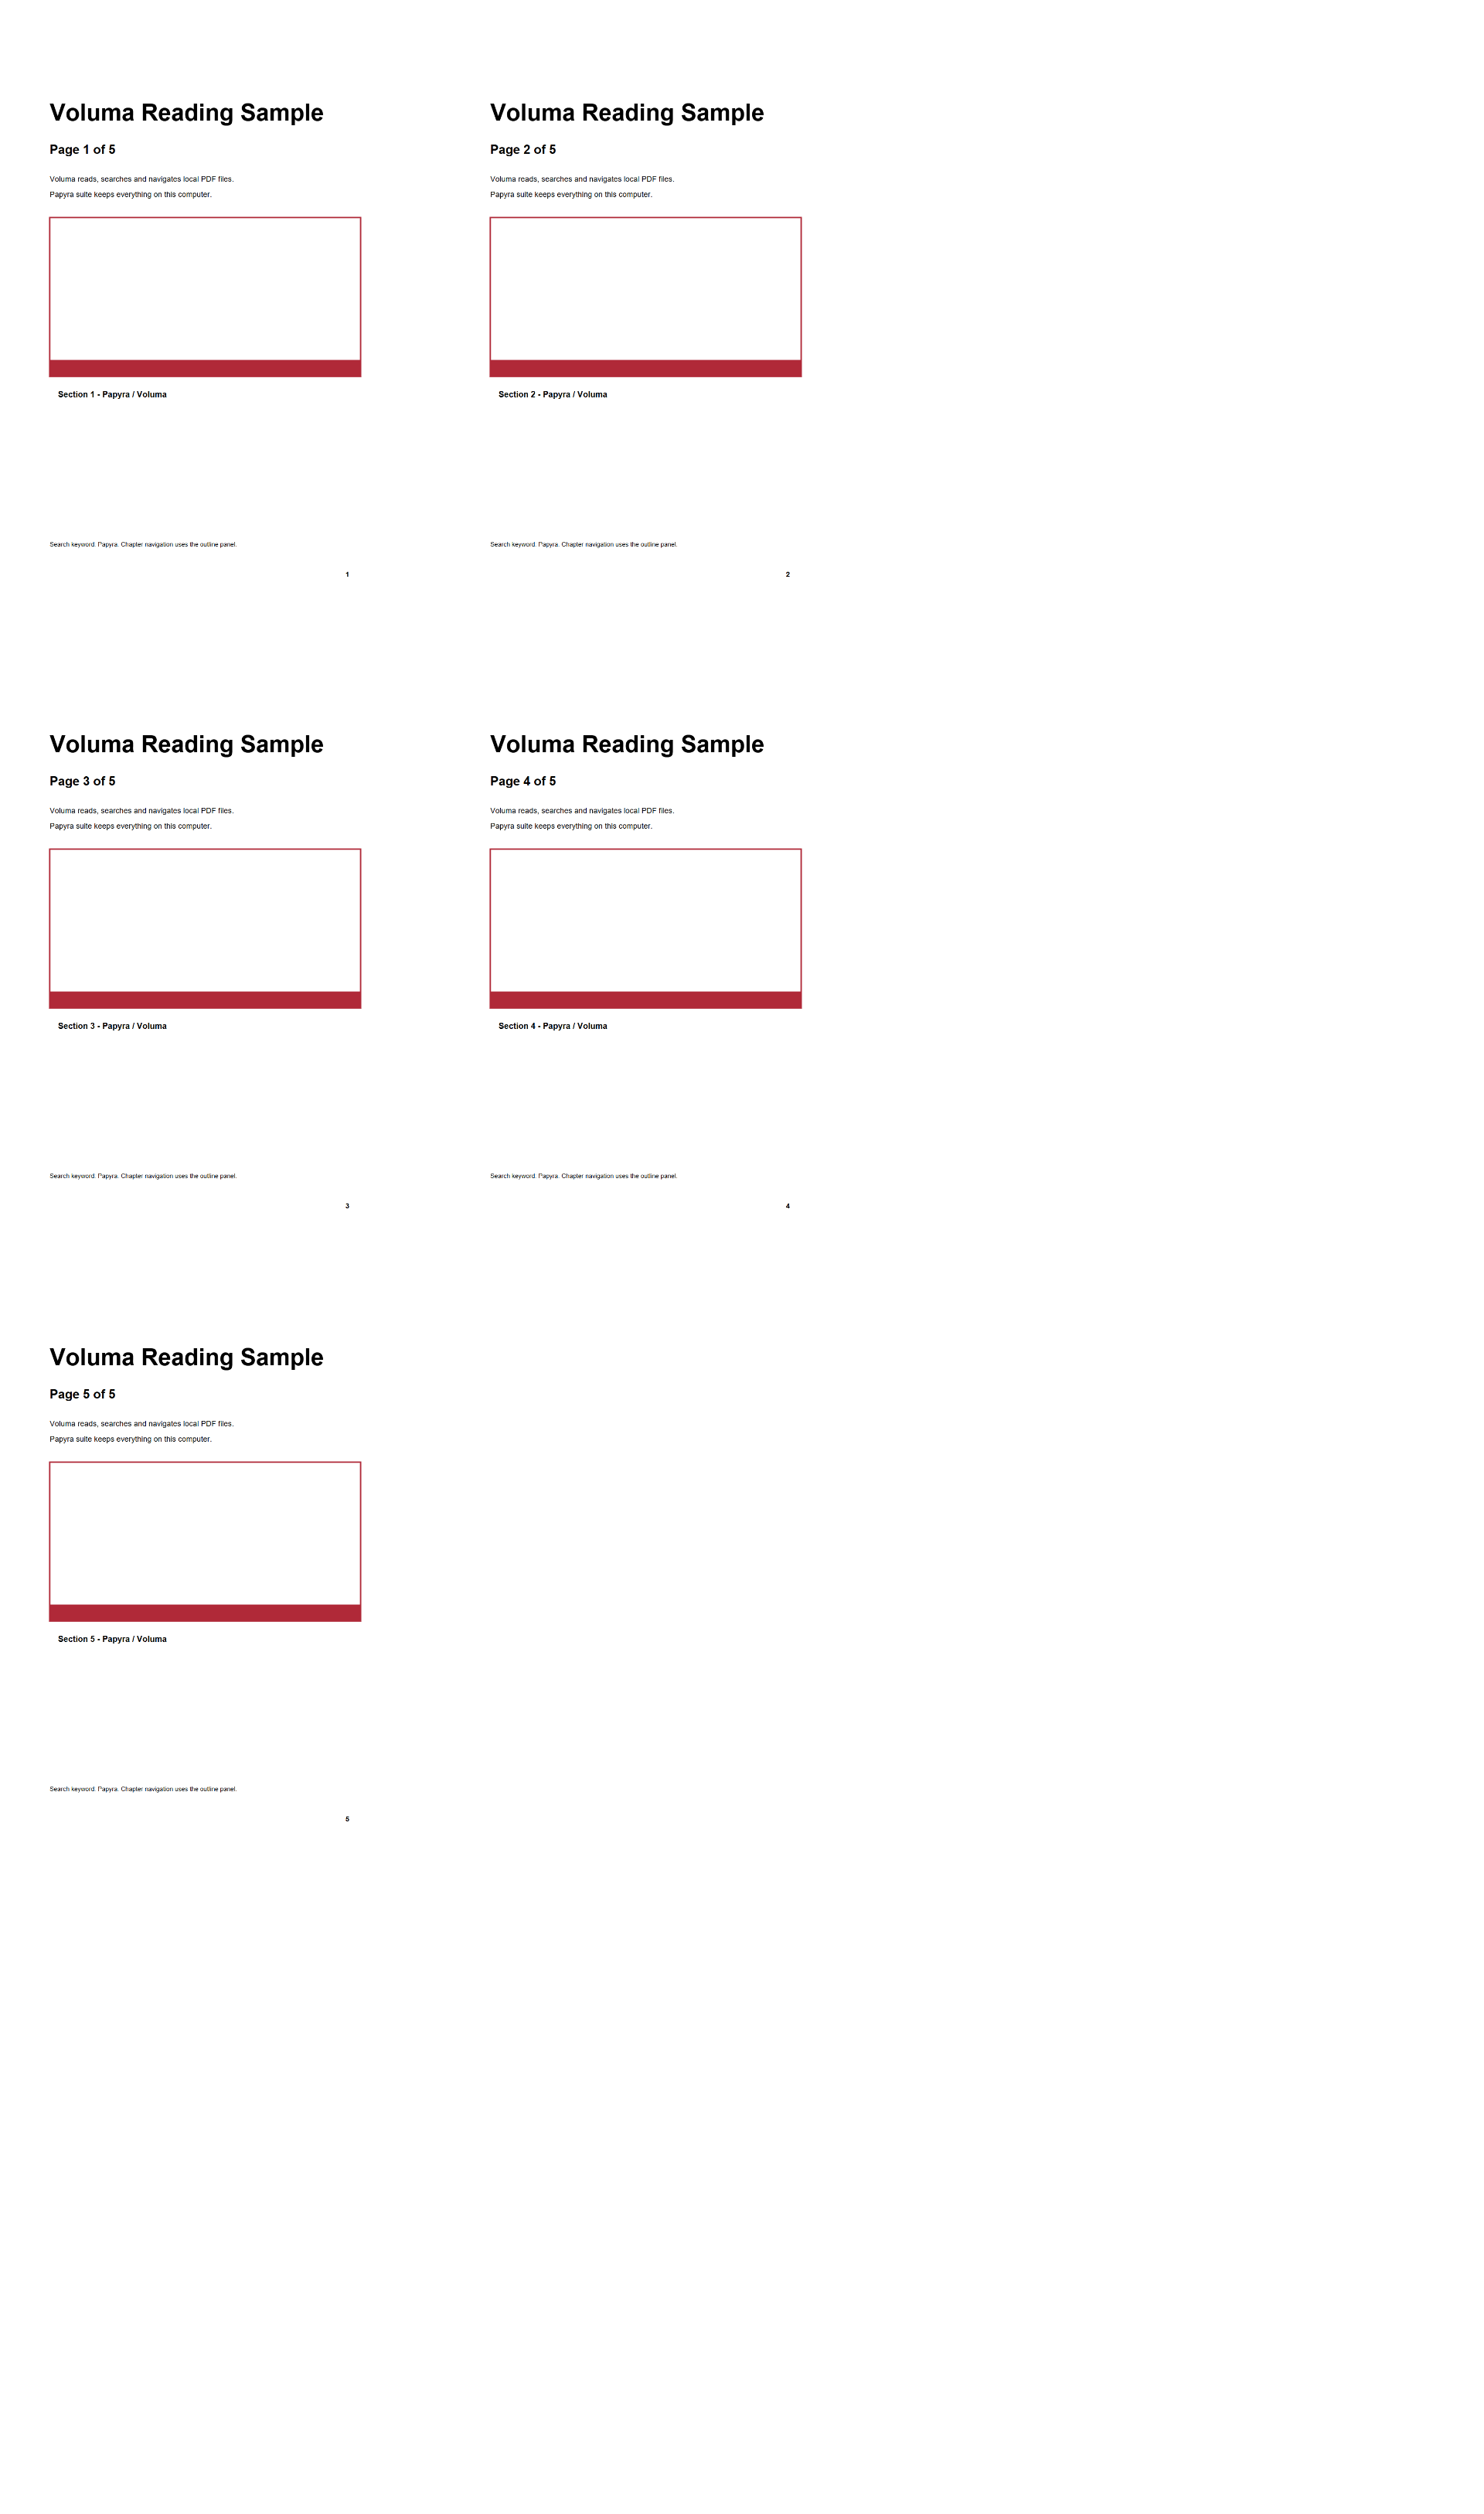 Voluma Reading Sample
Page 1 of 5
Voluma reads, searches and navigates local PDF files.
Papyra suite keeps everything on this computer.
Section 1 - Papyra / Voluma
Search keyword: Papyra. Chapter navigation uses the outline panel.
1
Voluma Reading Sample
Page 2 of 5
Voluma reads, searches and navigates local PDF files.
Papyra suite keeps everything on this computer.
Section 2 - Papyra / Voluma
Search keyword: Papyra. Chapter navigation uses the outline panel.
2
Voluma Reading Sample
Page 3 of 5
Voluma reads, searches and navigates local PDF files.
Papyra suite keeps everything on this computer.
Section 3 - Papyra / Voluma
Search keyword: Papyra. Chapter navigation uses the outline panel.
3
Voluma Reading Sample
Page 4 of 5
Voluma reads, searches and navigates local PDF files.
Papyra suite keeps everything on this computer.
Section 4 - Papyra / Voluma
Search keyword: Papyra. Chapter navigation uses the outline panel.
4
Voluma Reading Sample
Page 5 of 5
Voluma reads, searches and navigates local PDF files.
Papyra suite keeps everything on this computer.
Section 5 - Papyra / Voluma
Search keyword: Papyra. Chapter navigation uses the outline panel.
5